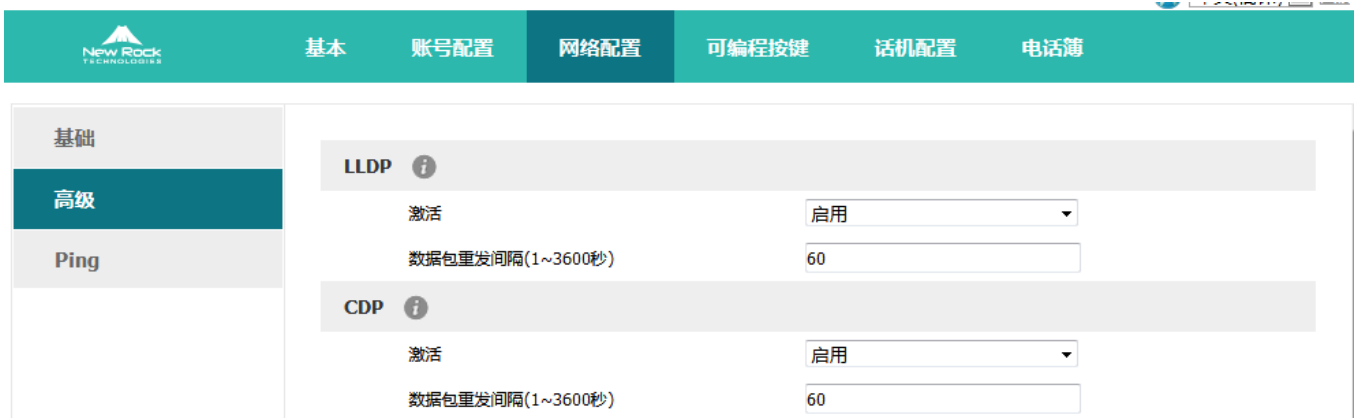 New Rock
TECHNOLOGIES
基本 账号配置 网络配置 可编程按键 话机配置 电话簿
基础
高级
Ping
LLDP
激活 启用
数据包重发间隔(1~3600秒) 60
CDP
激活 启用
数据包重发间隔(1~3600秒) 60